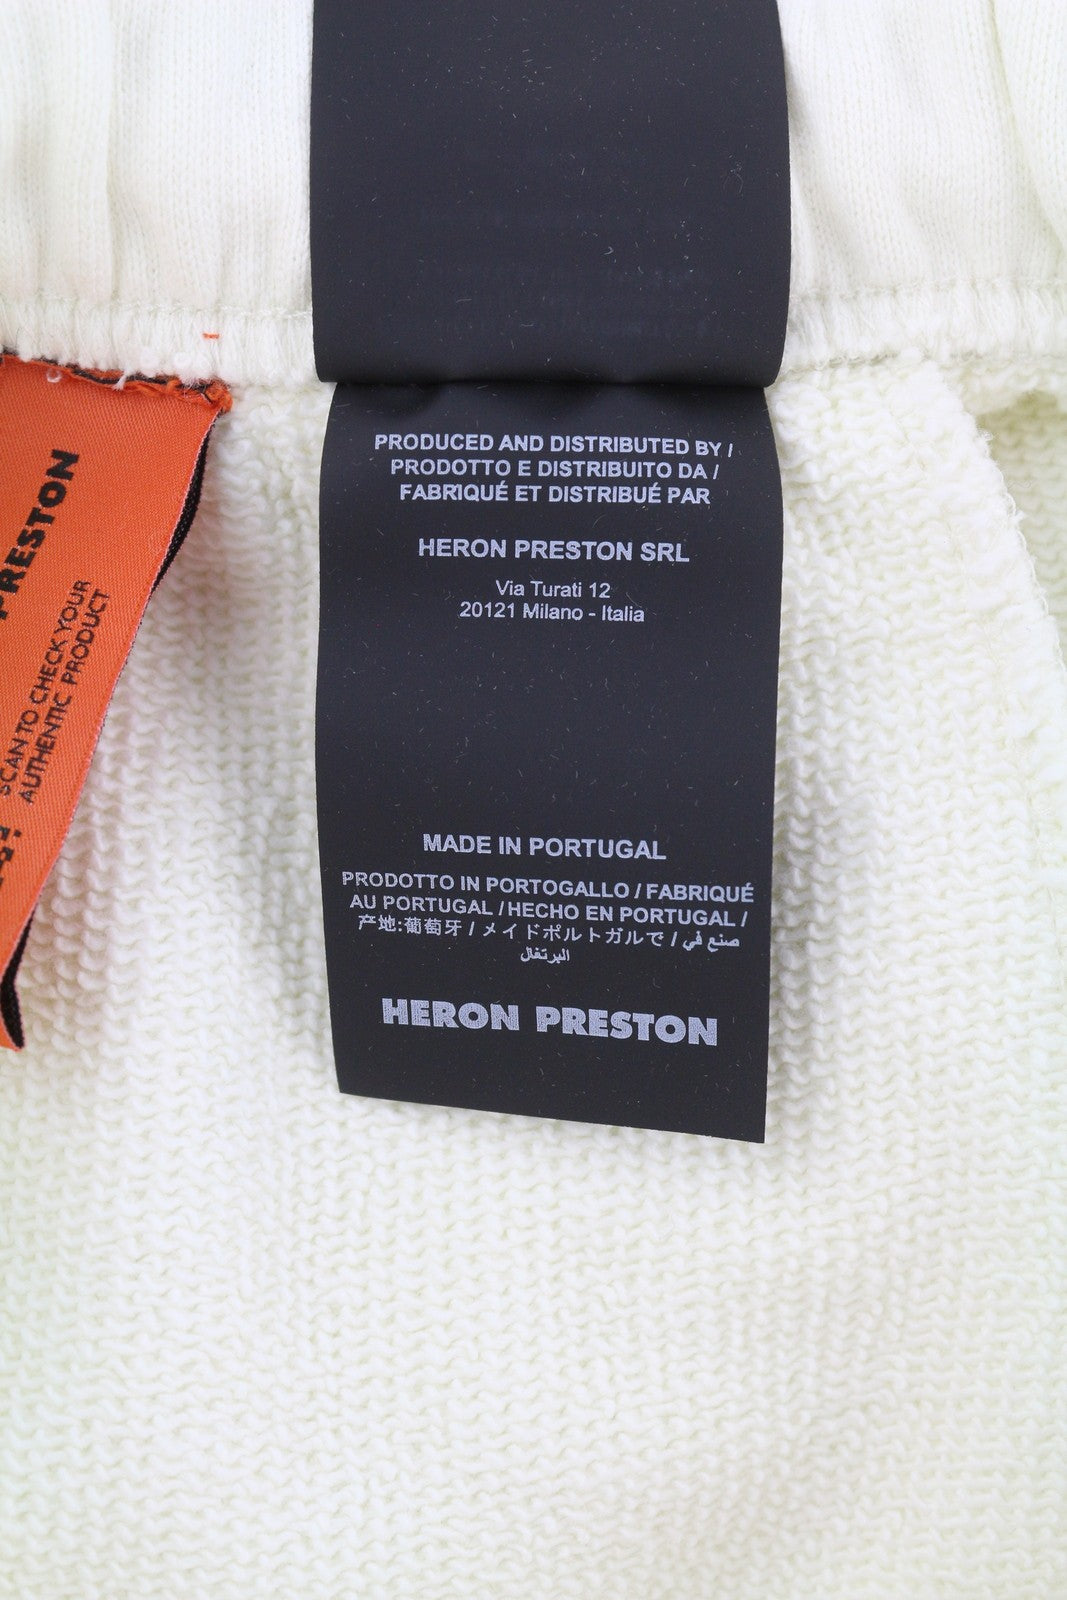 PRODUCED AND DISTRIBUTED BY /
PRODOTTO E DISTRIBUITO DA /
FABRIQUÉ ET DISTRIBUÉ PAR
HERON PRESTON SRL
Via Turati 12
20121 Milano - Italia
MADE IN PORTUGAL
PRODOTTO IN PORTOGALLO / FABRIQUÉ
AU PORTUGAL / HECHO EN PORTUGAL /
产地:葡萄牙 / メイドポルトガルで / صنع في
البرتغال
HERON PRESTON
PRESTON
SCAN TO CHECK YOUR
AUTHENTIC PRODUCT